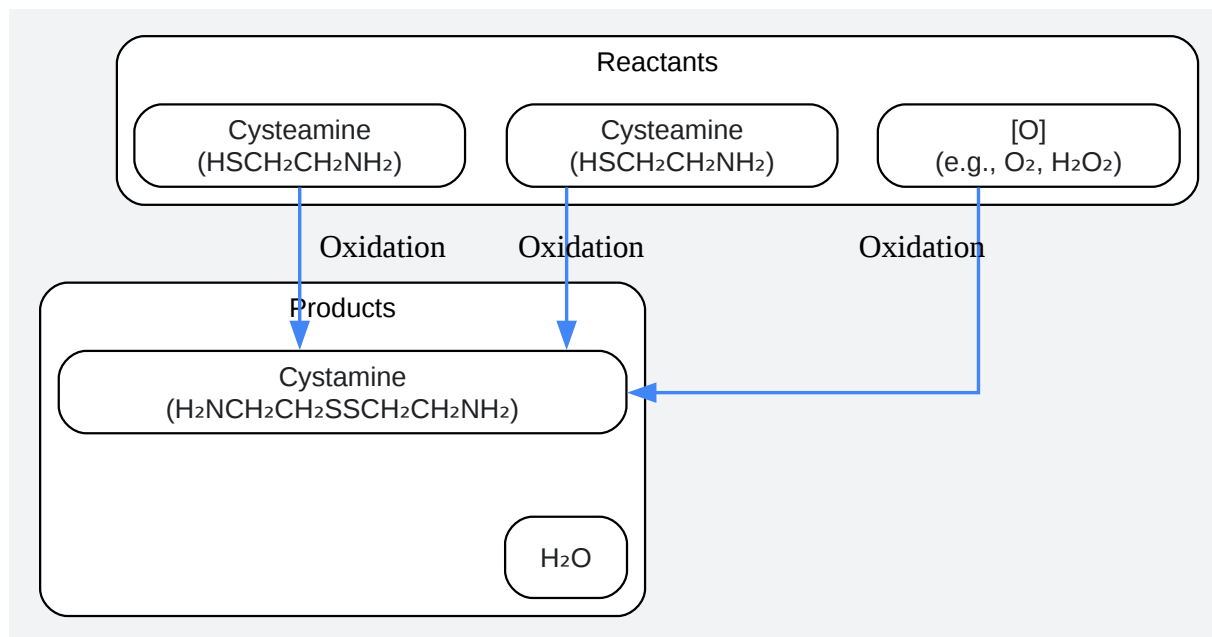 Reactants
Cysteamine
(HSCH₂CH₂NH₂)
Cysteamine
(HSCH₂CH₂NH₂)
[O]
(e.g., O₂, H₂O₂)
Oxidation
Oxidation
Oxidation
Products
Cystamine
(H₂NCH₂CH₂SSCH₂CH₂NH₂)
H₂O